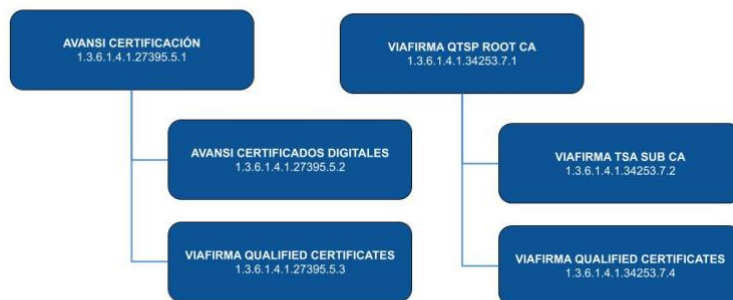 AVANSI CERTIFICACIÓN
1.3.6.1.4.1.27395.5.1
VIAFIRMA QTSP ROOT CA
1.3.6.1.4.1.34253.7.1
AVANSI CERTIFICADOS DIGITALES
1.3.6.1.4.1.27395.5.2
VIAFIRMA TSA SUB CA
1.3.6.1.4.1.34253.7.2
VIAFIRMA QUALIFIED CERTIFICATES
1.3.6.1.4.1.27395.5.3
VIAFIRMA QUALIFIED CERTIFICATES
1.3.6.1.4.1.34253.7.4